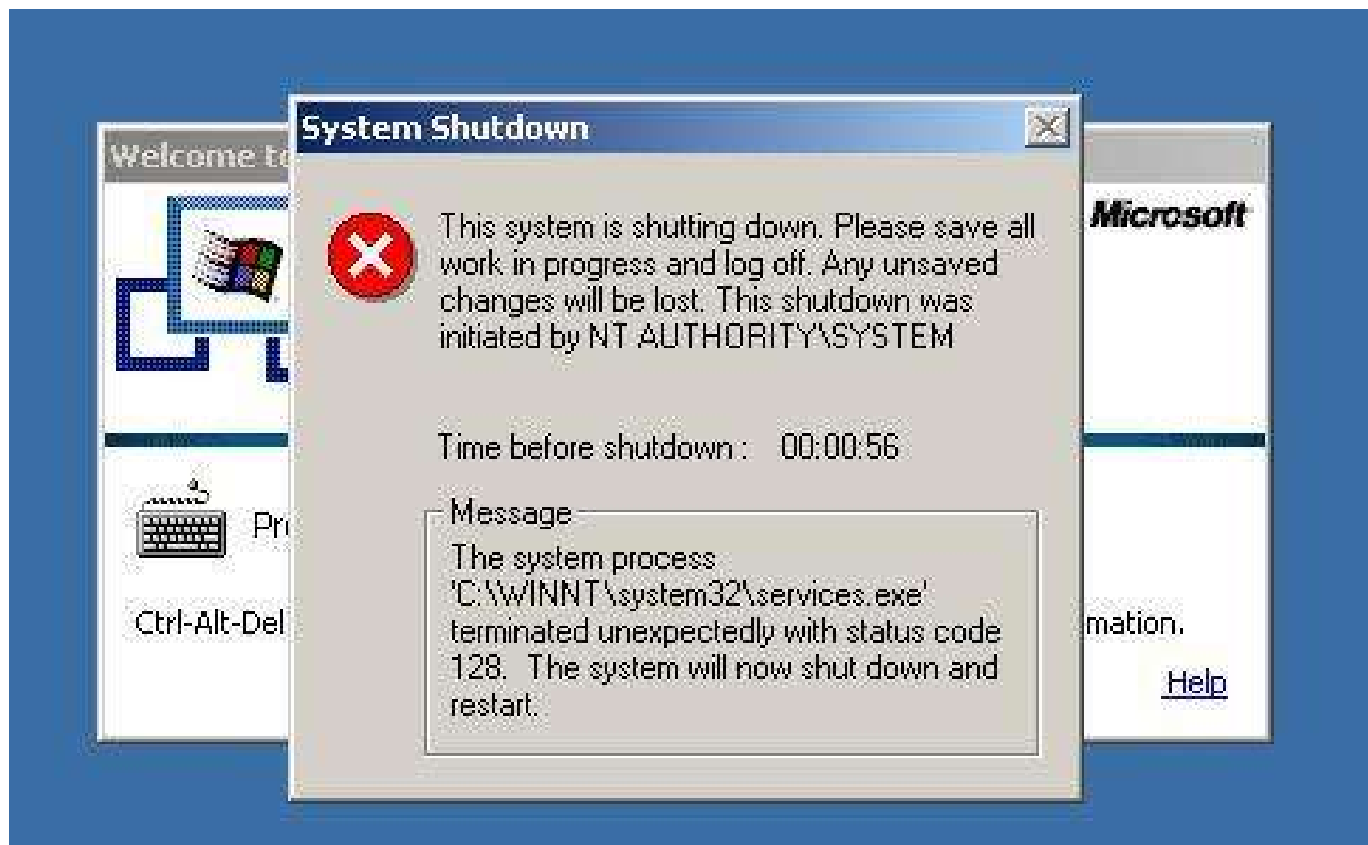 System Shutdown
Welcome to
Microsoft
This system is shutting down. Please save all
work in progress and log off. Any unsaved
changes will be lost. This shutdown was
initiated by NT AUTHORITY\SYSTEM
Time before shutdown : 00:00:56
Message
The system process
'C:\WINNT\system32\services.exe'
terminated unexpectedly with status code
128. The system will now shut down and
restart.
Ctrl-Alt-Del
Help